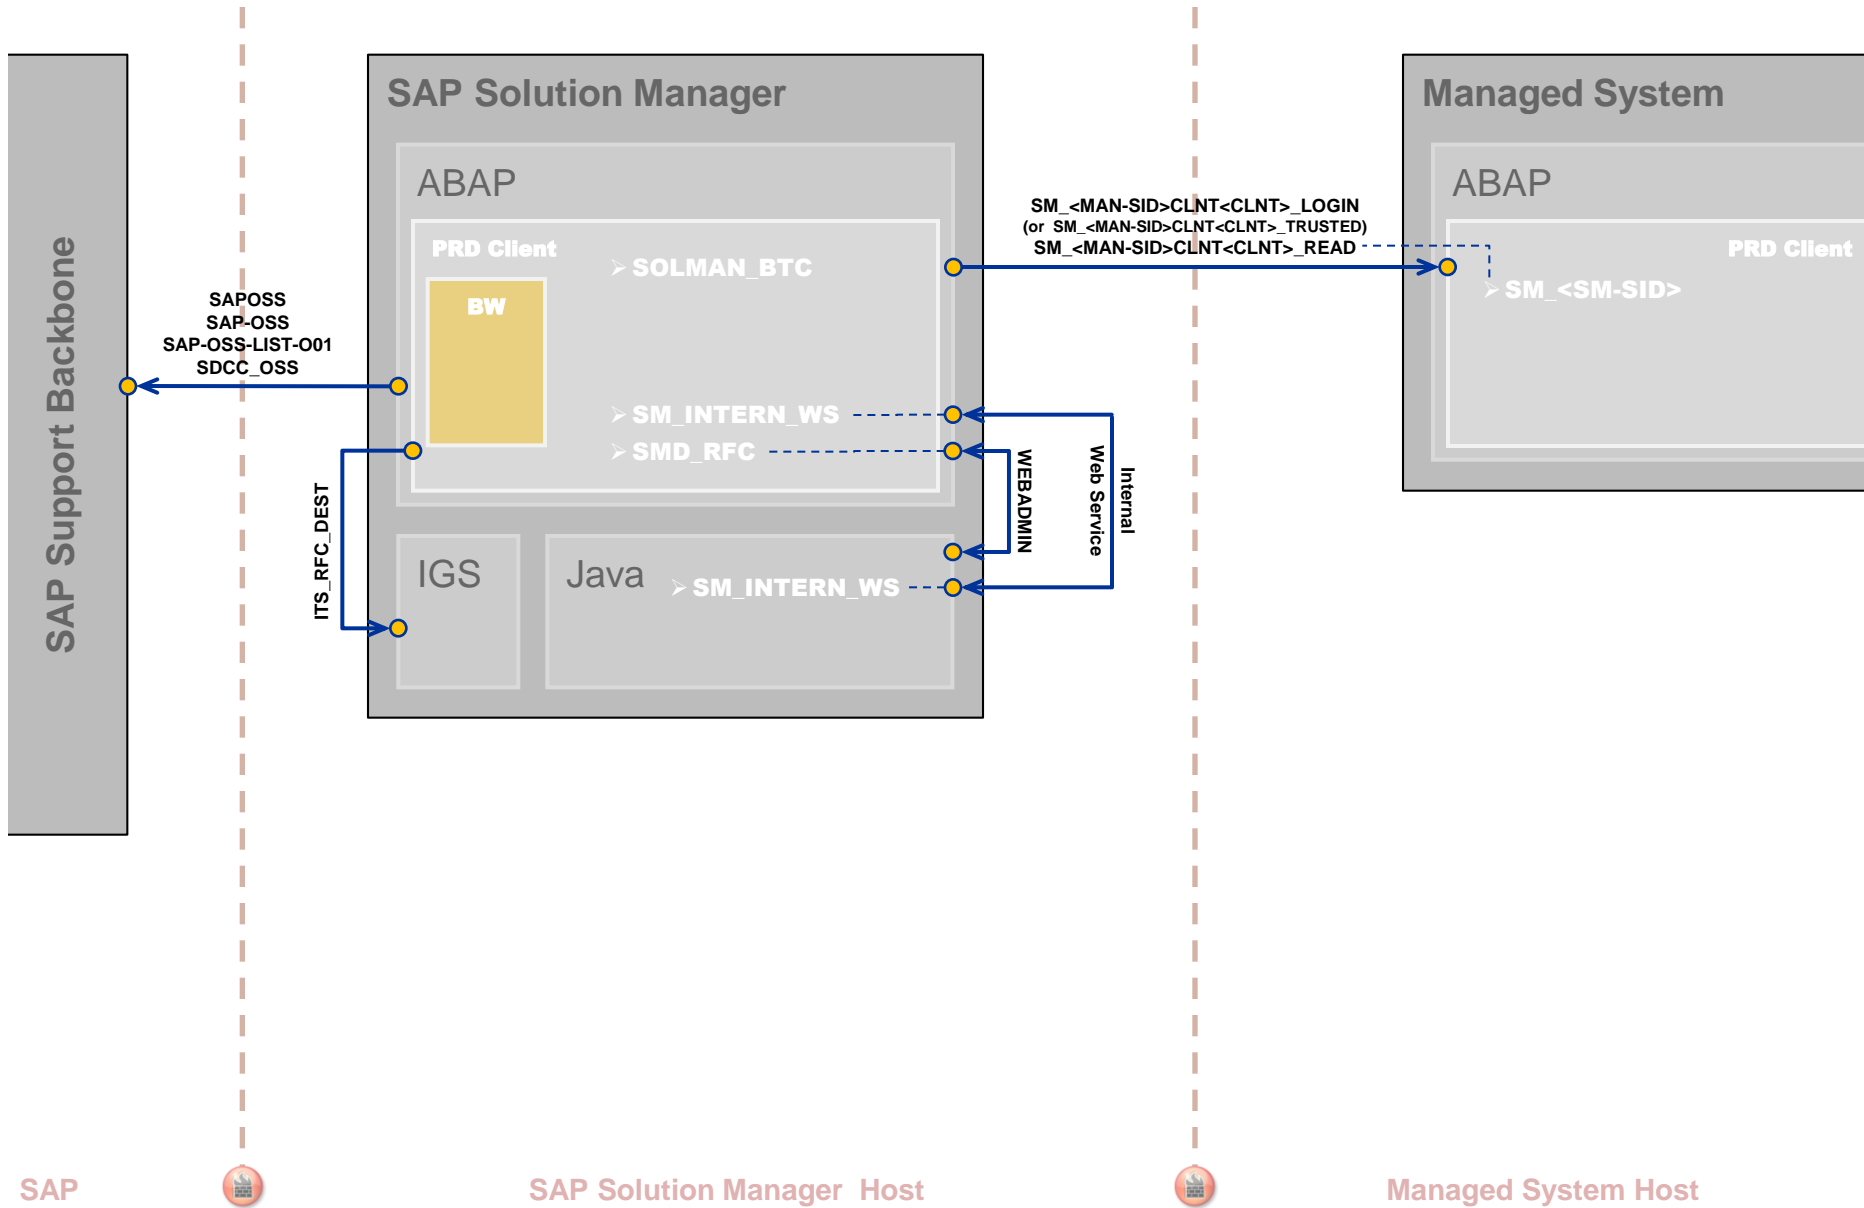 SAP Support Backbone
SAPOSS
SAP-OSS
SAP-OSS-LIST-O01
SDCC_OSS
SAP Solution Manager
ABAP
PRD Client
BW
SOLMAN_BTC
SM_INTERN_WS
SMD_RFC
ITS_RFC_DEST
IGS
Java
SM_INTERN_WS
WEBADMIN
Internal
Web Service
SM_<MAN-SID>CLNT<CLNT>_LOGIN
(or SM_<MAN-SID>CLNT<CLNT>_TRUSTED)
SM_<MAN-SID>CLNT<CLNT>_READ
Managed System
ABAP
PRD Client
SM_<SM-SID>
SAP
SAP Solution Manager Host
Managed System Host